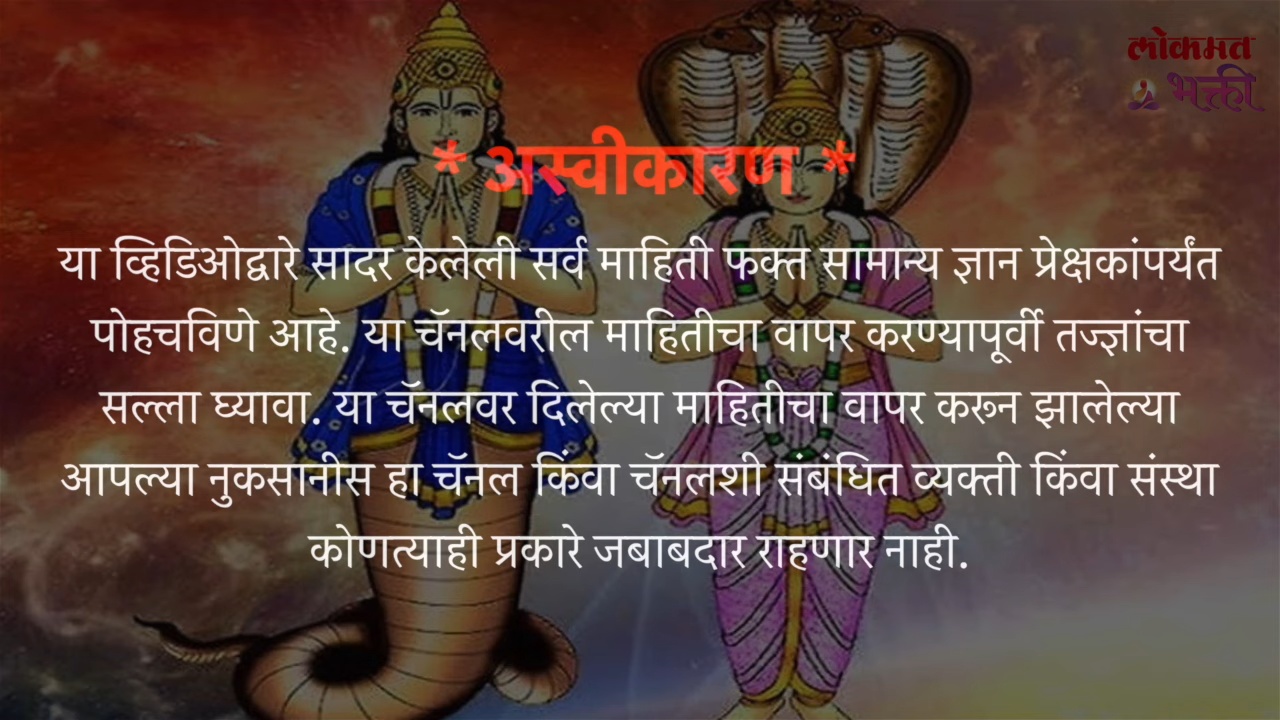 लोकमत
भक्ती
* अस्वीकारण *
या व्हिडिओद्वारे सादर केलेली सर्व माहिती फक्त सामान्य ज्ञान प्रेक्षकांपर्यंत
पोहचविणे आहे. या चॅनलवरील माहितीचा वापर करण्यापूर्वी तज्ज्ञांचा
सल्ला घ्यावा. या चॅनलवर दिलेल्या माहितीचा वापर करून झालेल्या
आपल्या नुकसानीस हा चॅनल किंवा चॅनलशी संबंधित व्यक्ती किंवा संस्था
कोणत्याही प्रकारे जबाबदार राहणार नाही.